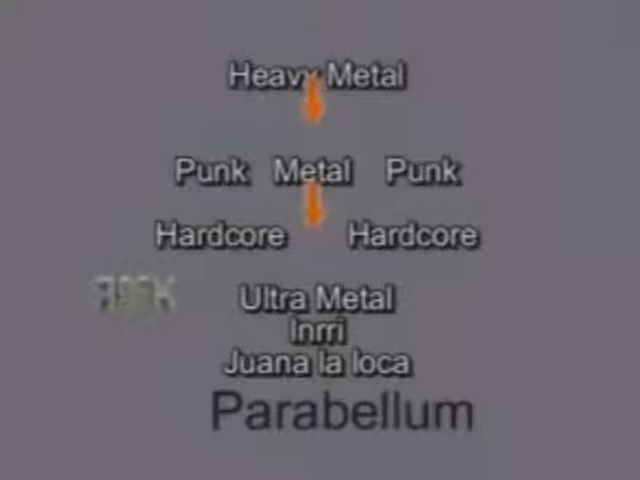 Heavy Metal
Punk Metal Punk
Hardcore Hardcore
Ultra Metal
Inrri
Juana la loca
Parabellum